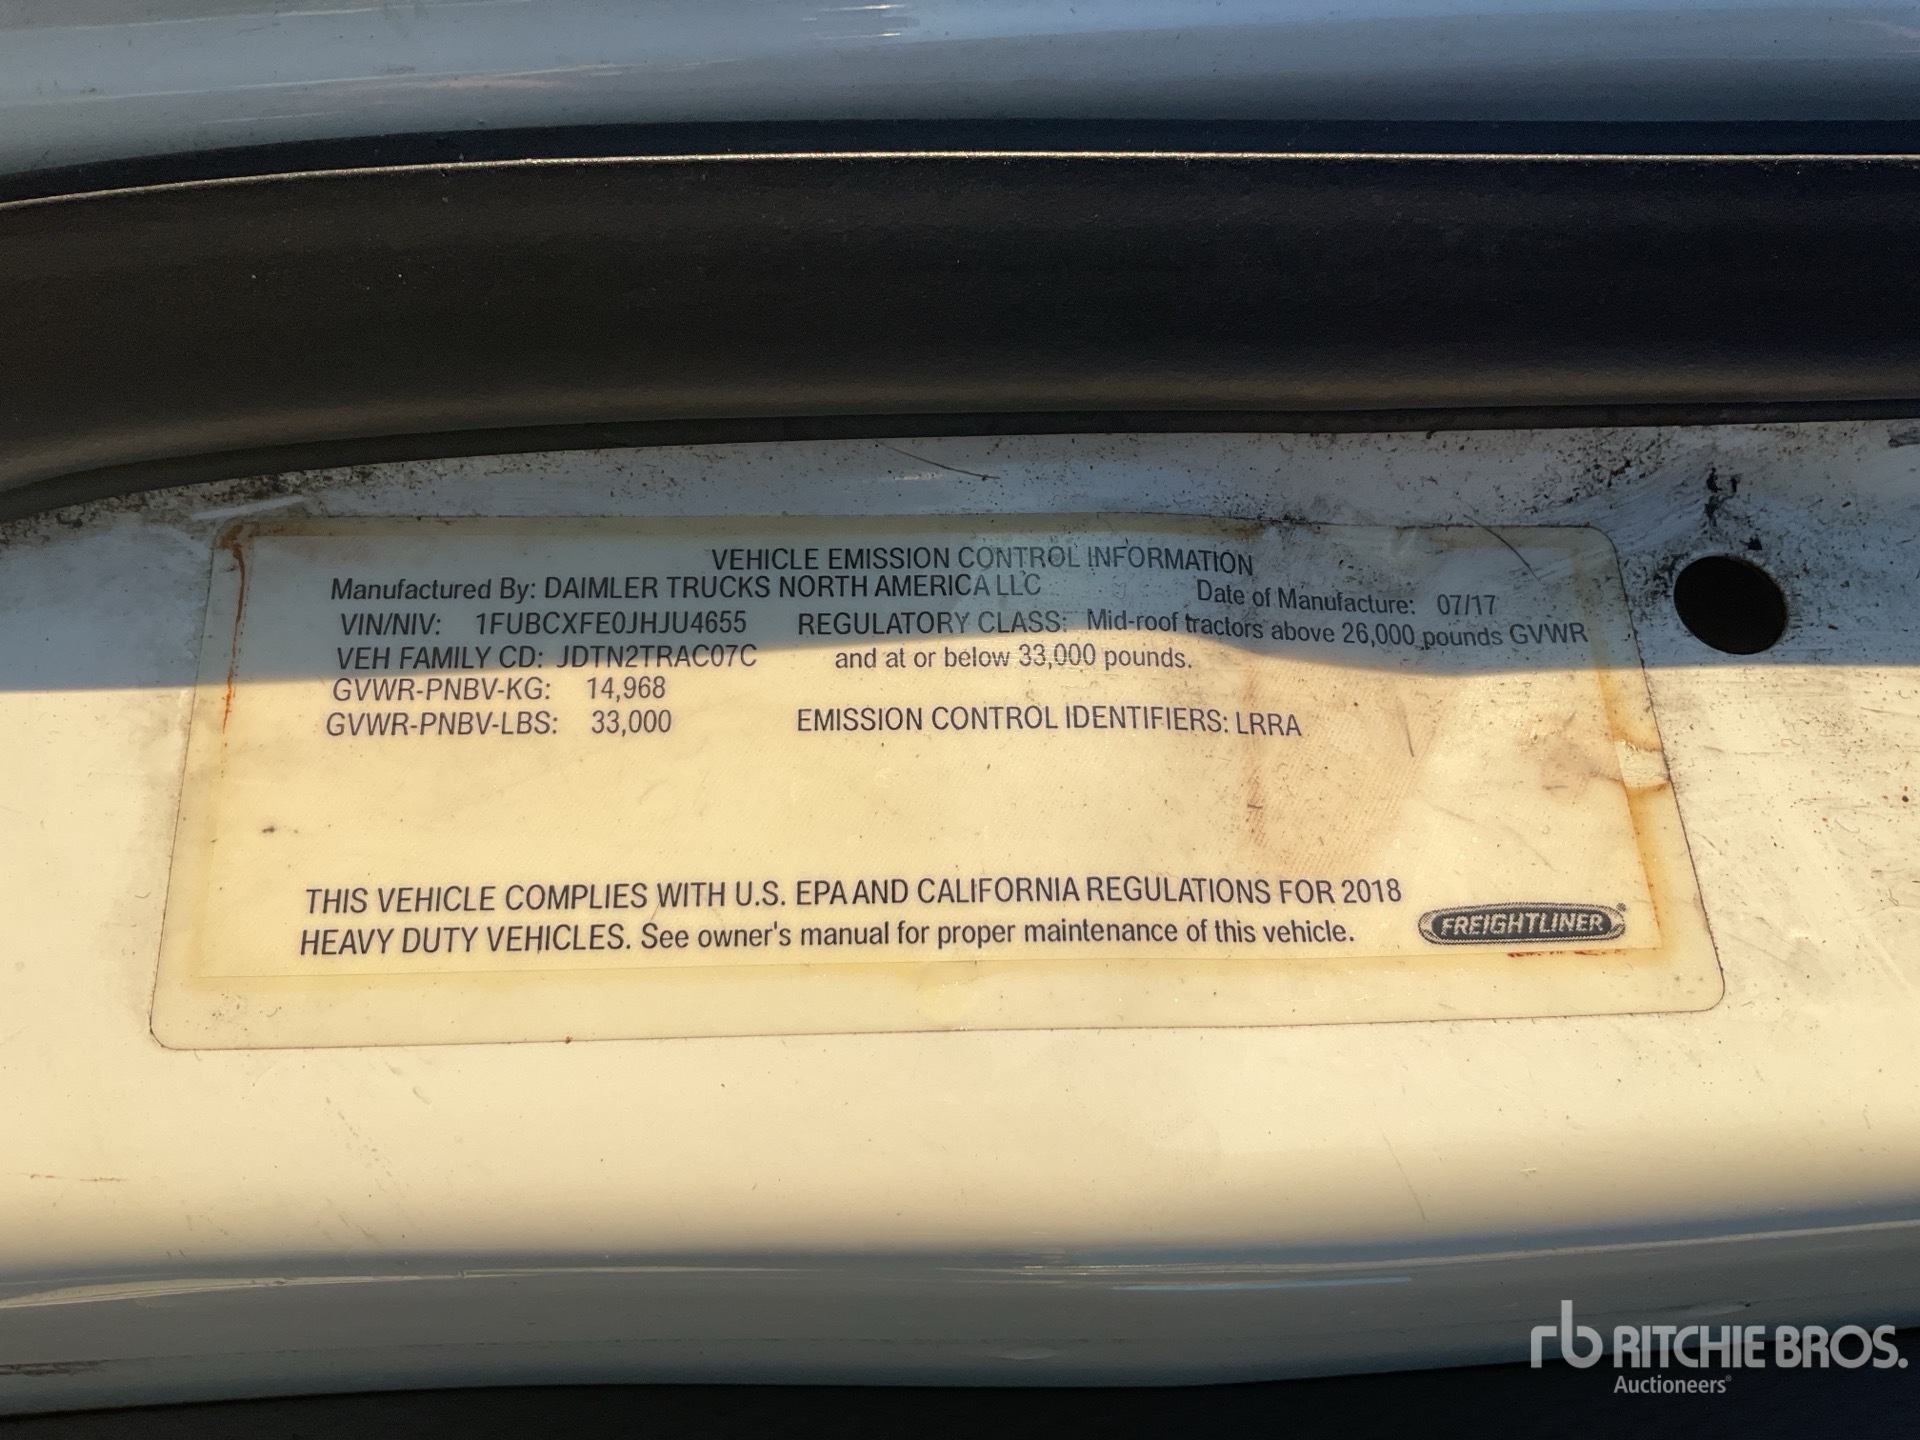 VEHICLE EMISSION CONTROL INFORMATION
Manufactured By: DAIMLER TRUCKS NORTH AMERICA LLC Date of Manufacture: 07/17
VIN/NIV: 1FUBCXFE0JHJU4655 REGULATORY CLASS: Mid-roof tractors above 26,000 pounds GVWR
VEH FAMILY CD: JDTN2TRAC07C and at or below 33,000 pounds.
GVWR-PNBV-KG: 14,968
GVWR-PNBV-LBS: 33,000 EMISSION CONTROL IDENTIFIERS: LRRA
THIS VEHICLE COMPLIES WITH U.S. EPA AND CALIFORNIA REGULATIONS FOR 2018
HEAVY DUTY VEHICLES. See owner's manual for proper maintenance of this vehicle.
FREIGHTLINER®
rb RITCHIE BROS.
Auctioneers®